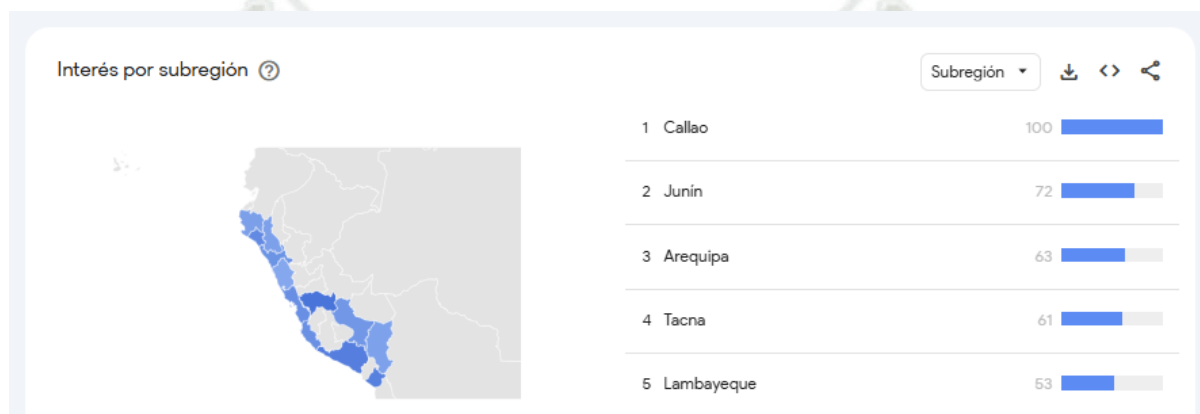 Interés por subregión
Subregión
1 Callao 100
2 Junín 72
3 Arequipa 63
4 Tacna 61
5 Lambayeque 53